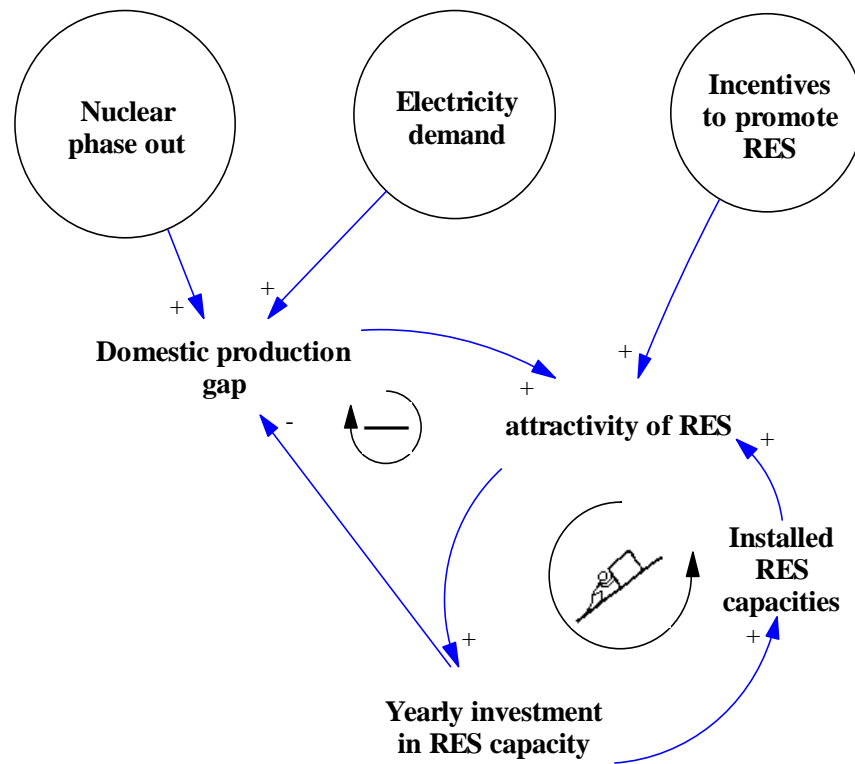 Nuclear
phase out
Electricity
demand
Incentives
to promote
RES
+
+
+
Domestic production
gap
+
-
attractivity of RES
+
Installed
RES
capacities
+
+
Yearly investment
in RES capacity